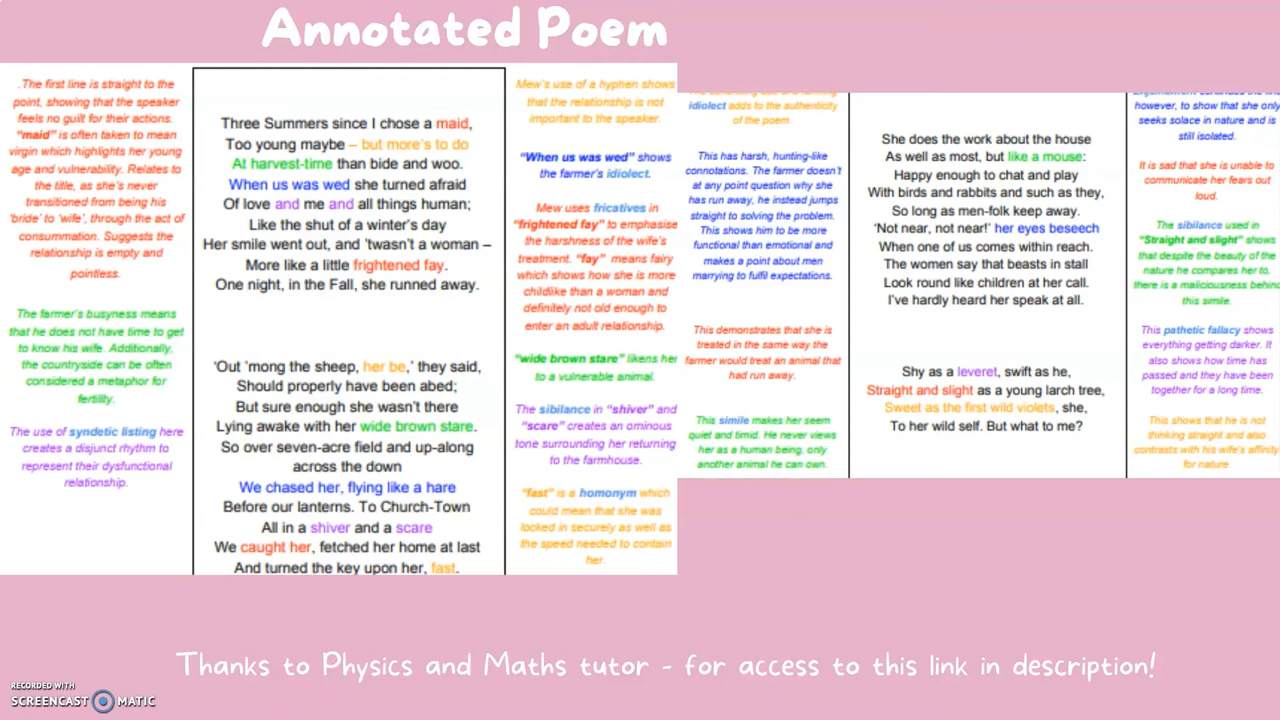 Annotated Poem
.The first line is straight to the
point, showing that the speaker
feels no guilt for their actions.
“maid” is often taken to mean
virgin which highlights her young
age and vulnerability. Relates to
the title, as she’s never
transitioned from being his
‘bride’ to ‘wife’, through the act of
consummation. Suggests the
relationship is empty and
pointless.
The farmer’s busyness means
that he does not have time to get
to know his wife. Additionally,
the countryside can be often
considered a metaphor for
fertility.
The use of syndetic listing here
creates a disjunct rhythm to
represent their dysfunctional
relationship.
Three Summers since I chose a maid,
Too young maybe – but more’s to do
At harvest-time than bide and woo.
When us was wed she turned afraid
Of love and me and all things human;
Like the shut of a winter’s day
Her smile went out, and ’twasn’t a woman –
More like a little frightened fay.
One night, in the Fall, she runned away.
‘Out ’mong the sheep, her be,’ they said,
Should properly have been abed;
But sure enough she wasn’t there
Lying awake with her wide brown stare.
So over seven-acre field and up-along
across the down
We chased her, flying like a hare
Before our lanterns. To Church-Town
All in a shiver and a scare
We caught her, fetched her home at last
And turned the key upon her, fast.
Mew’s use of a hyphen shows
that the relationship is not
important to the speaker.
“When us was wed” shows
the farmer’s idiolect.
Mew uses fricatives in
“frightened fay” to emphasise
the harshness of the wife’s
treatment. “fay” means fairy
which shows how she is more
childlike than a woman and
definitely not old enough to
enter an adult relationship.
“wide brown stare” likens her
to a vulnerable animal.
The sibilance in “shiver” and
“scare” creates an ominous
tone surrounding her returning
to the farmhouse.
“fast” is a homonym which
could mean that she was
locked in securely as well as
the speed needed to contain
her.
idiolect adds to the authenticity
of the poem.
This has harsh, hunting-like
connotations. The farmer doesn’t
at any point question why she
has run away, he instead jumps
straight to solving the problem.
This shows him to be more
functional than emotional and
makes a point about men
marrying to fulfil expectations.
This demonstrates that she is
treated in the same way the
farmer would treat an animal that
had run away.
This simile makes her seem
quiet and timid. He never views
her as a human being, only
another animal he can own.
She does the work about the house
As well as most, but like a mouse:
Happy enough to chat and play
With birds and rabbits and such as they,
So long as men-folk keep away.
‘Not near, not near!’ her eyes beseech
When one of us comes within reach.
The women say that beasts in stall
Look round like children at her call.
I’ve hardly heard her speak at all.
Shy as a leveret, swift as he,
Straight and slight as a young larch tree,
Sweet as the first wild violets, she,
To her wild self. But what to me?
however, to show that she only
seeks solace in nature and is
still isolated.
It is sad that she is unable to
communicate her fears out
loud.
The sibilance used in
“Straight and slight” shows
that despite the beauty of the
nature he compares her to,
there is a maliciousness behind
this simile.
This pathetic fallacy shows
everything getting darker. It
also shows how time has
passed and they have been
together for a long time.
This shows that he is not
thinking straight and also
contrasts with his wife’s affinity
for nature.
Thanks to Physics and Maths tutor - for access to this link in description!
RECORDED WITH
SCREENCAST MATIC